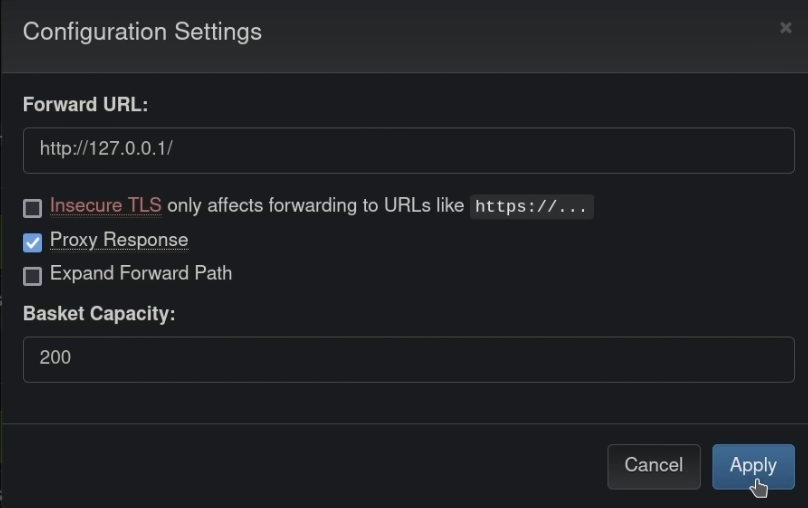 Configuration Settings ×
Forward URL:
http://127.0.0.1/
Insecure TLS only affects forwarding to URLs like https://...
Proxy Response
Expand Forward Path
Basket Capacity:
200
Cancel Apply